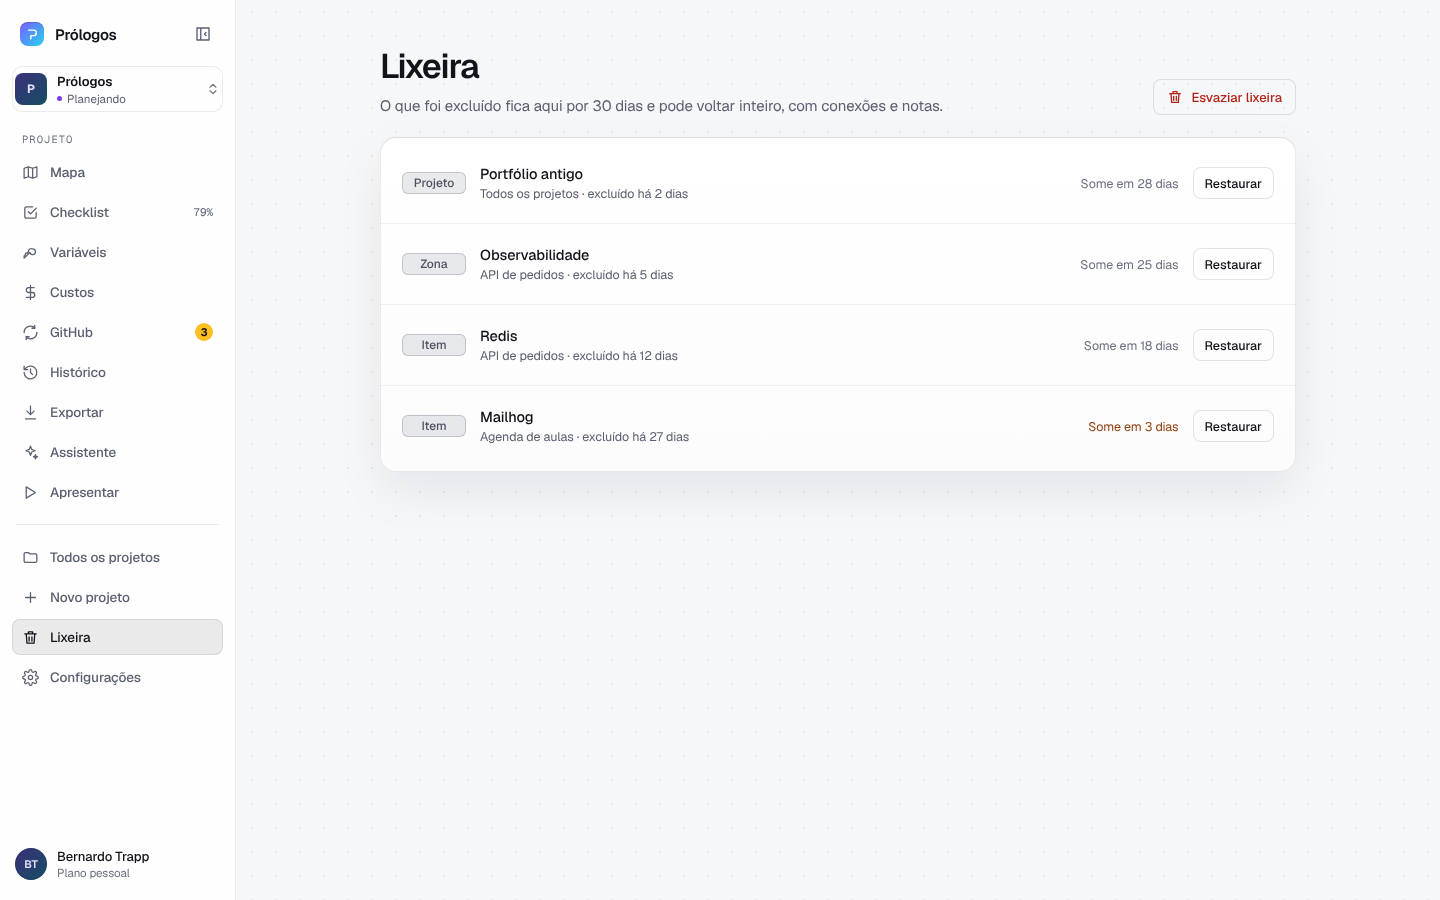 Prólogos
P
Prólogos
Planejando
PROJETO
Mapa
Checklist 79%
Variáveis
Custos
GitHub 3
Histórico
Exportar
Assistente
Apresentar
Todos os projetos
Novo projeto
Lixeira
Configurações
BT
Bernardo Trapp
Plano pessoal
Lixeira
O que foi excluído fica aqui por 30 dias e pode voltar inteiro, com conexões e notas.
Esvaziar lixeira
Projeto
Portfólio antigo
Todos os projetos · excluído há 2 dias
Some em 28 dias
Restaurar
Zona
Observabilidade
API de pedidos · excluído há 5 dias
Some em 25 dias
Restaurar
Item
Redis
API de pedidos · excluído há 12 dias
Some em 18 dias
Restaurar
Item
Mailhog
Agenda de aulas · excluído há 27 dias
Some em 3 dias
Restaurar